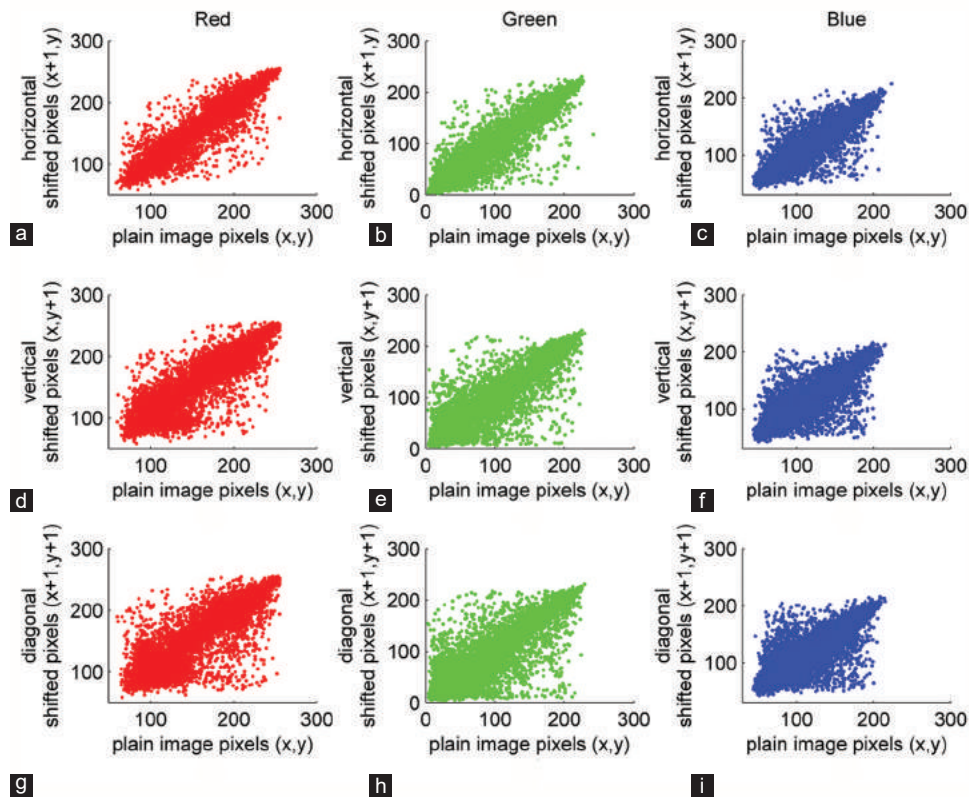 Red
Green
Blue
300
200
100
100
200
300
horizontal
shifted pixels (x+1,y)
plain image pixels (x,y)
a
300
200
100
0
0
100
200
300
horizontal
shifted pixels (x+1,y)
plain image pixels (x,y)
b
300
200
100
100
200
300
horizontal
shifted pixels (x+1,y)
plain image pixels (x,y)
c
300
200
100
100
200
300
vertical
shifted pixels (x,y+1)
plain image pixels (x,y)
d
300
200
100
0
0
100
200
300
vertical
shifted pixels (x,y+1)
plain image pixels (x,y)
e
300
200
100
100
200
300
vertical
shifted pixels (x,y+1)
plain image pixels (x,y)
f
300
200
100
100
200
300
diagonal
shifted pixels (x+1,y+1)
plain image pixels (x,y)
g
300
200
100
0
0
100
200
300
diagonal
shifted pixels (x+1,y+1)
plain image pixels (x,y)
h
300
200
100
100
200
300
diagonal
shifted pixels (x+1,y+1)
plain image pixels (x,y)
i